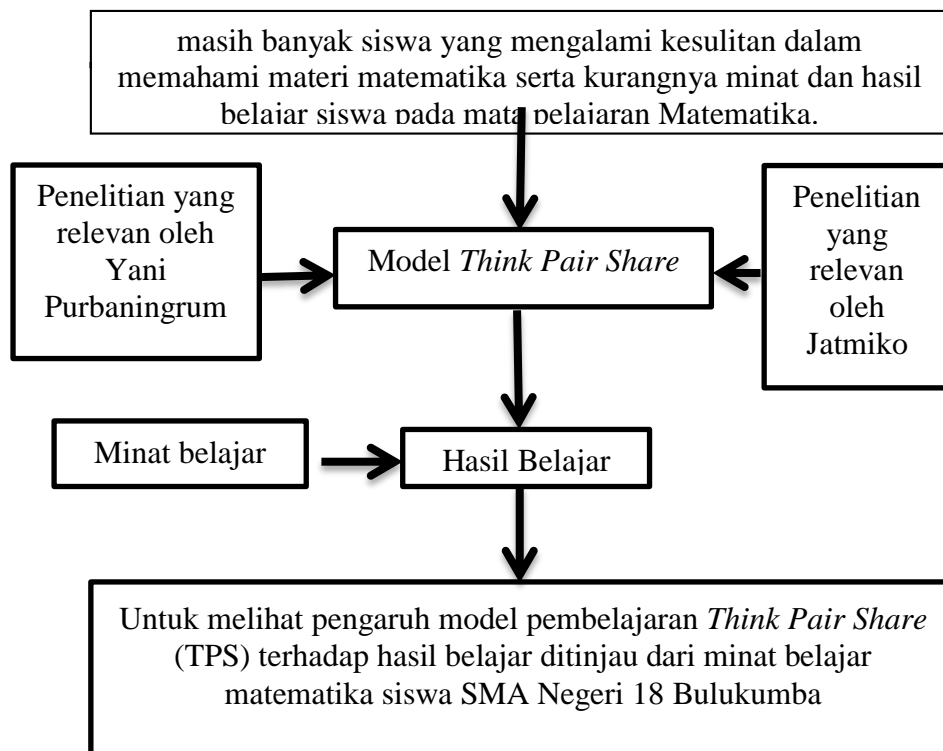 masih banyak siswa yang mengalami kesulitan dalam
memahami materi matematika serta kurangnya minat dan hasil
belajar siswa pada mata pelajaran Matematika.
Penelitian yang
relevan oleh
Yani
Purbaningrum
Model Think Pair Share
Penelitian
yang
relevan
oleh
Jatmiko
Minat belajar
Hasil Belajar
Untuk melihat pengaruh model pembelajaran Think Pair Share
(TPS) terhadap hasil belajar ditinjau dari minat belajar
matematika siswa SMA Negeri 18 Bulukumba